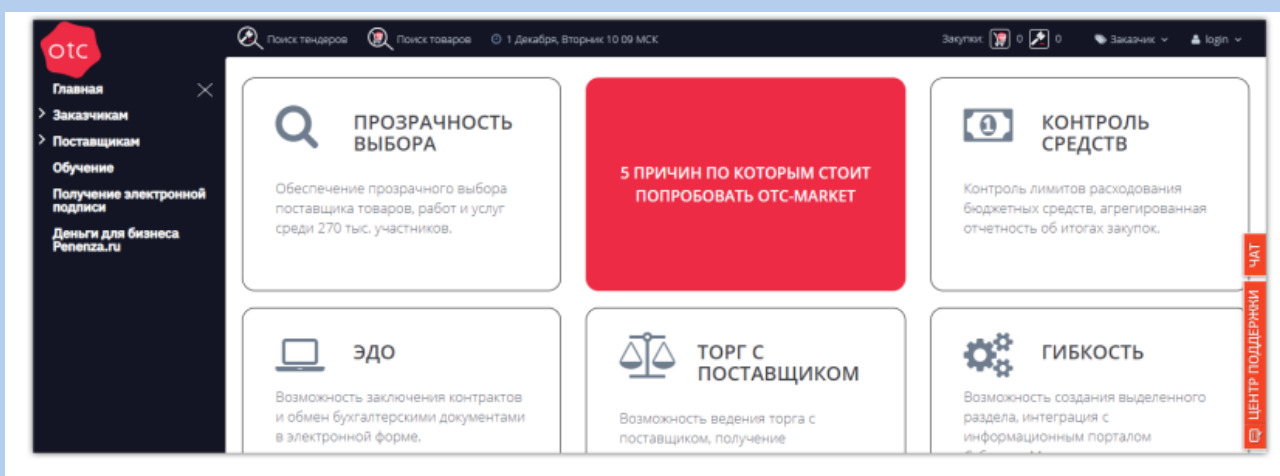 otc
Поиск тендеров
Поиск товаров
1 Декабря, Вторник 10 09 МСК
Закупки: 0 0
Заказчик
login
Главная
Заказчикам
Поставщикам
Обучение
Получение электронной
подписи
Деньги для бизнеса
Penenza.ru
ПРОЗРАЧНОСТЬ
ВЫБОРА
Обеспечение прозрачного выбора
поставщика товаров, работ и услуг
среди 270 тыс. участников.
5 ПРИЧИН ПО КОТОРЫМ СТОИТ
ПОПРОБОВАТЬ OTC-MARKET
КОНТРОЛЬ
СРЕДСТВ
Контроль лимитов расходования
бюджетных средств, агрегированная
отчетность об итогах закупок.
ЭДО
Возможность заключения контрактов
и обмен бухгалтерскими документами
в электронной форме.
ТОРГ С
ПОСТАВЩИКОМ
Возможность ведения торга с
поставщиком, получение
ГИБКОСТЬ
Возможность создания выделенного
раздела, интеграция с
информационным порталом
ЧАТ
ЦЕНТР ПОДДЕРЖКИ